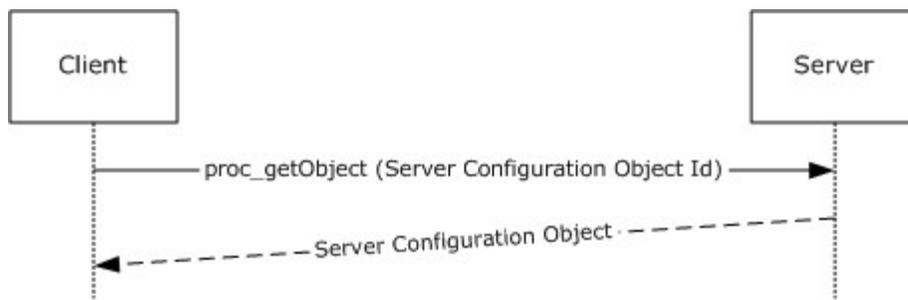 Client
Server
proc_getObject (Server Configuration Object Id)
Server Configuration Object